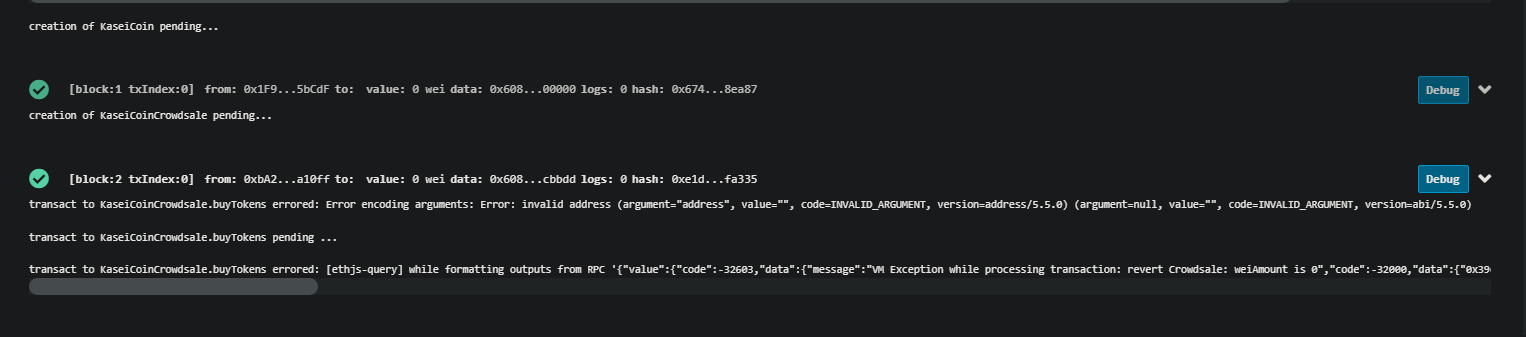 creation of KaseiCoin pending...
[block:1 txIndex:0] from: 0x1F9...5bCdF to: value: 0 wei data: 0x608...00000 logs: 0 hash: 0x674...8ea87
Debug
creation of KaseiCoinCrowdsale pending...
[block:2 txIndex:0] from: 0xbA2...a10ff to: value: 0 wei data: 0x608...cbbdd logs: 0 hash: 0xe1d...fa335
Debug
transact to KaseiCoinCrowdsale.buyTokens errored: Error encoding arguments: Error: invalid address (argument="address", value="", code=INVALID_ARGUMENT, version=address/5.5.0) (argument=null, value="", code=INVALID_ARGUMENT, version=abi/5.5.0)
transact to KaseiCoinCrowdsale.buyTokens pending ...
transact to KaseiCoinCrowdsale.buyTokens errored: [ethjs-query] while formatting outputs from RPC '{"value":{"code":-32603,"data":{"message":"VM Exception while processing transaction: revert Crowdsale: weiAmount is 0","code":-32000,"data":{"0x39